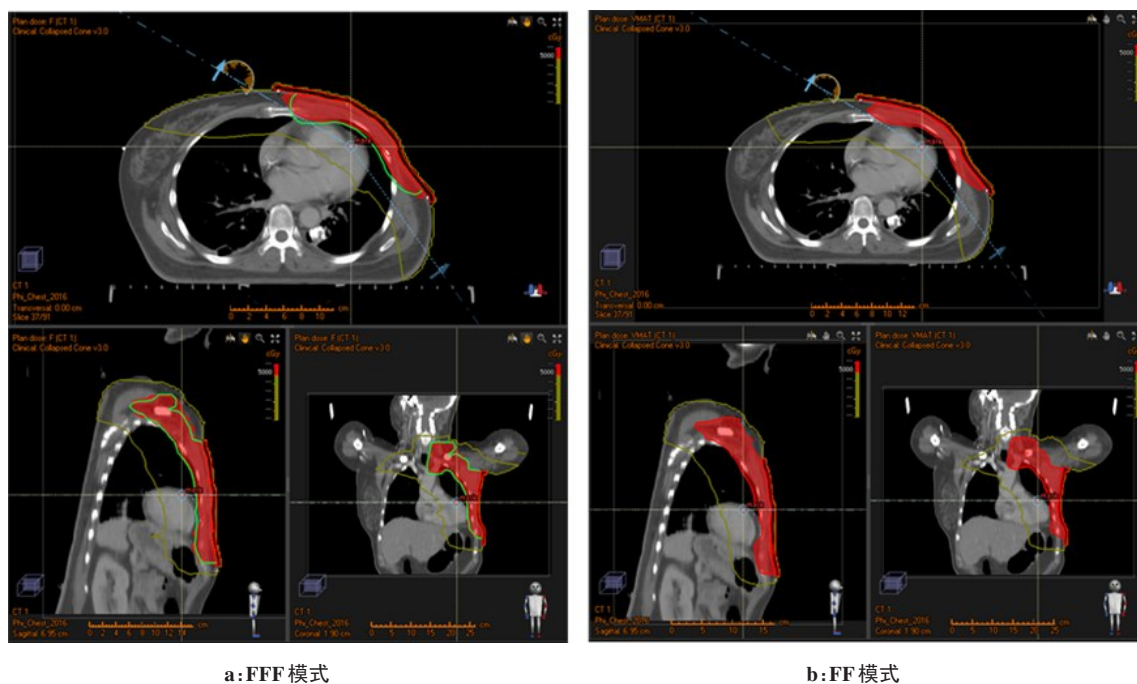 Plan dose: F (CT 1)
Clinical: Collapsed Cone v3.0
cGy
5000
CT 1
Phi_Chest_2016
Transversal: 0.00 cm
Slice 37/91
0 2 4 6 8 10 cm
Plan dose: VMAT (CT 1)
Clinical: Collapsed Cone v3.0
cGy
5000
CT 1
Phi_Chest_2016
Transversal: 0.00 cm
Slice 37/91
0 2 4 6 8 10 12 cm
Plan dose: F (CT 1)
Clinical: Collapsed Cone v3.0
cGy
5000
CT 1
Phi_Chest_2016
Sagittal: 6.95 cm
0 2 4 6 8 10 12 14 cm
Plan dose: F (CT 1)
Clinical: Collapsed Cone v3.0
cGy
5000
CT 1
Phi_Chest_2016
Coronal: 1.90 cm
0 5 10 15 20 25 cm
Plan dose: VMAT (CT 1)
Clinical: Collapsed Cone v3.0
cGy
5000
CT 1
Phi_Chest_2016
Sagittal: 6.95 cm
0 5 10 15 cm
Plan dose: VMAT (CT 1)
Clinical: Collapsed Cone v3.0
cGy
5000
CT 1
Phi_Chest_2016
Coronal: 1.90 cm
0 5 10 15 20 25 cm
a:FFF模式
b:FF模式